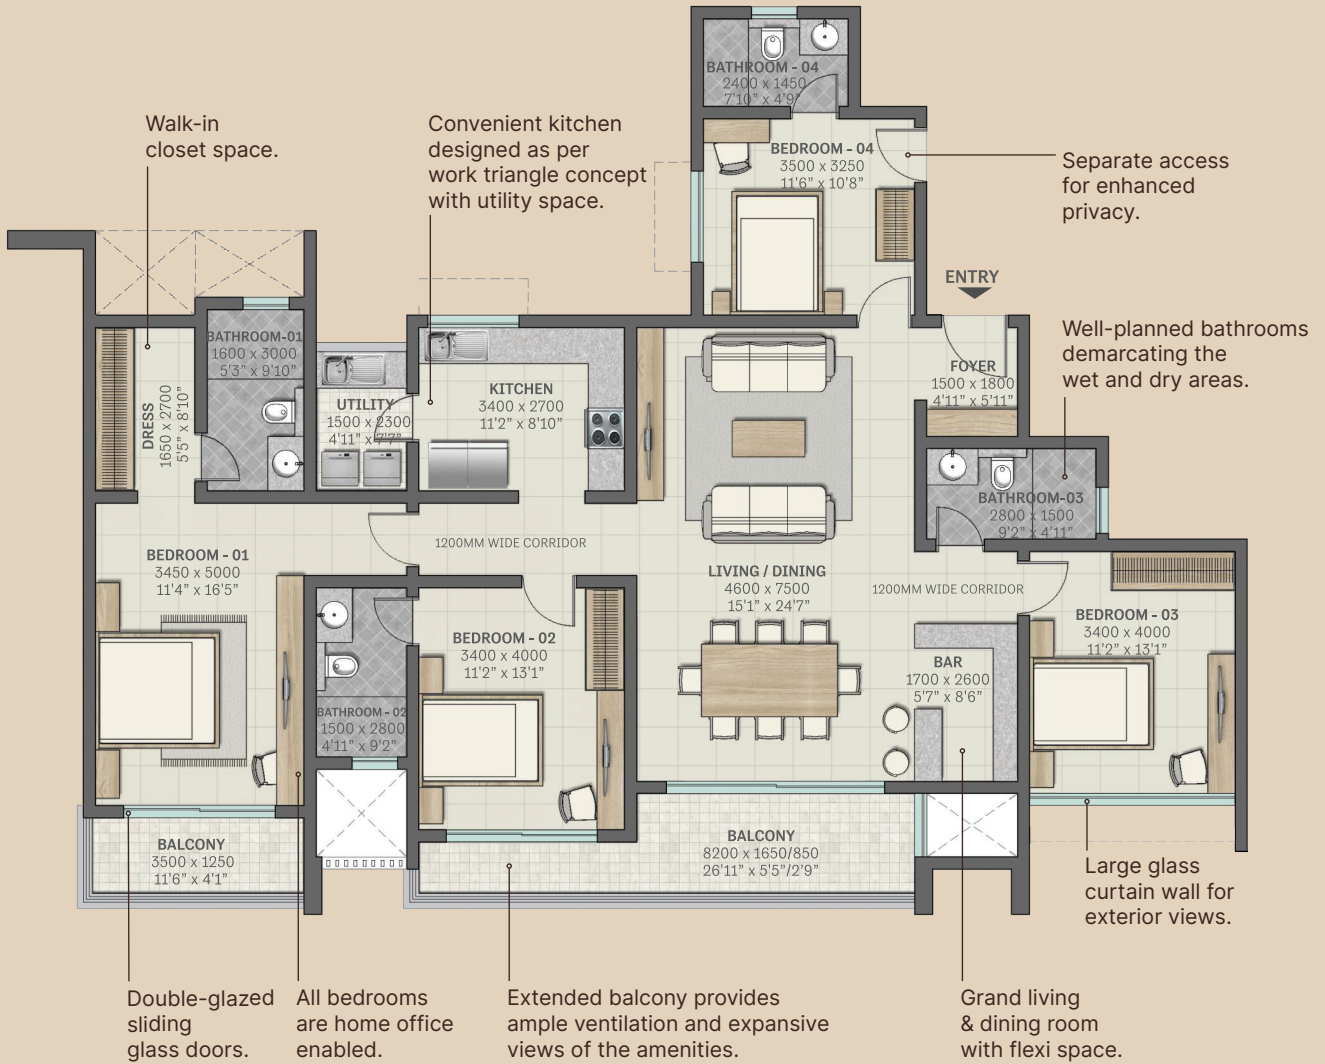 BATHROOM - 04
2400 x 1450
7'10" x 4'9"
Walk-in
closet space.
Convenient kitchen
designed as per
work triangle concept
with utility space.
BEDROOM - 04
3500 x 3250
11'6" x 10'8"
Separate access
for enhanced
privacy.
ENTRY
Well-planned bathrooms
demarcating the
wet and dry areas.
BATHROOM-01
1600 x 3000
5'3" x 9'10"
DRESS
1650 x 2700
5'5" x 8'10"
UTILITY
1500 x 2300
4'11" x 7'7"
KITCHEN
3400 x 2700
11'2" x 8'10"
FOYER
1500 x 1800
4'11" x 5'11"
BATHROOM-03
2800 x 1500
9'2" x 4'11"
BEDROOM - 01
3450 x 5000
11'4" x 16'5"
1200MM WIDE CORRIDOR
LIVING / DINING
4600 x 7500
15'1" x 24'7"
1200MM WIDE CORRIDOR
BEDROOM - 02
3400 x 4000
11'2" x 13'1"
BEDROOM - 03
3400 x 4000
11'2" x 13'1"
BAR
1700 x 2600
5'7" x 8'6"
BATHROOM - 02
1500 x 2800
4'11" x 9'2"
BALCONY
3500 x 1250
11'6" x 4'1"
BALCONY
8200 x 1650/850
26'11" x 5'5"/2'9"
Large glass
curtain wall for
exterior views.
Double-glazed
sliding
glass doors.
All bedrooms
are home office
enabled.
Extended balcony provides
ample ventilation and expansive
views of the amenities.
Grand living
& dining room
with flexi space.